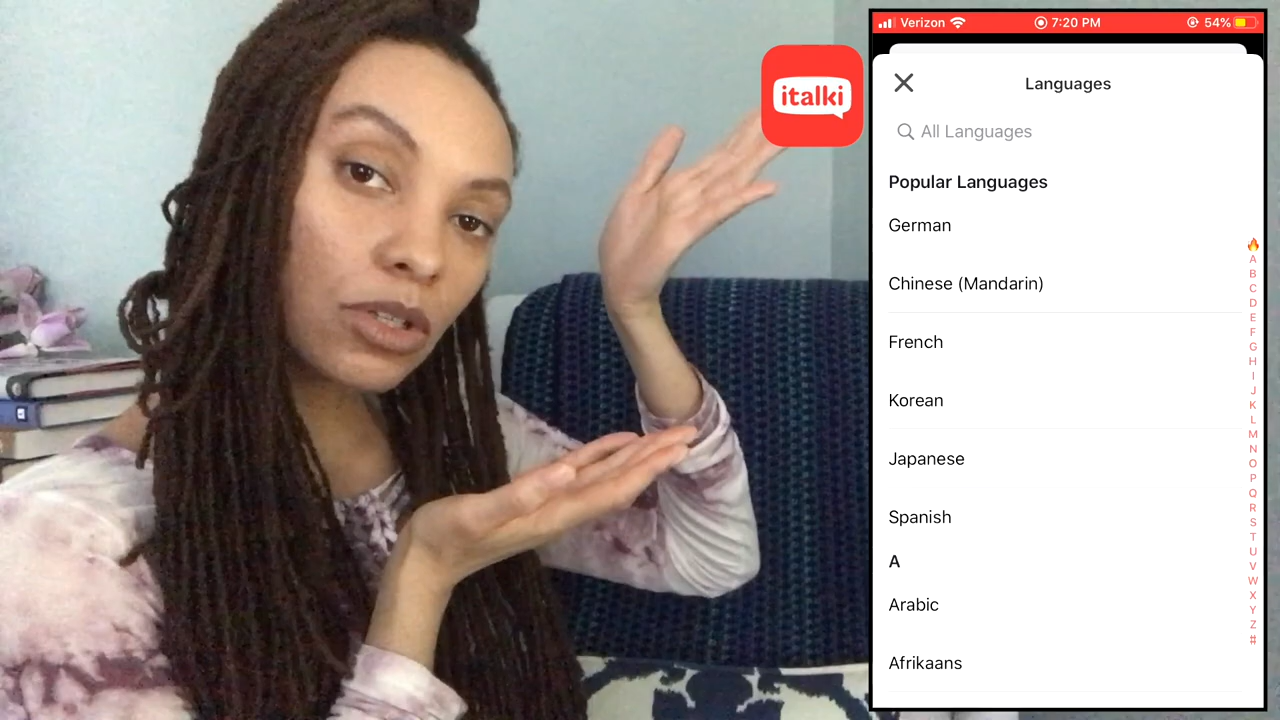 italki
Verizon 7:20 PM 54%
Languages
All Languages
Popular Languages
German
Chinese (Mandarin)
French
Korean
Japanese
Spanish
A
Arabic
Afrikaans
A
B
C
D
E
F
G
H
I
J
K
L
M
N
O
P
Q
R
S
T
U
V
W
X
Y
Z
#